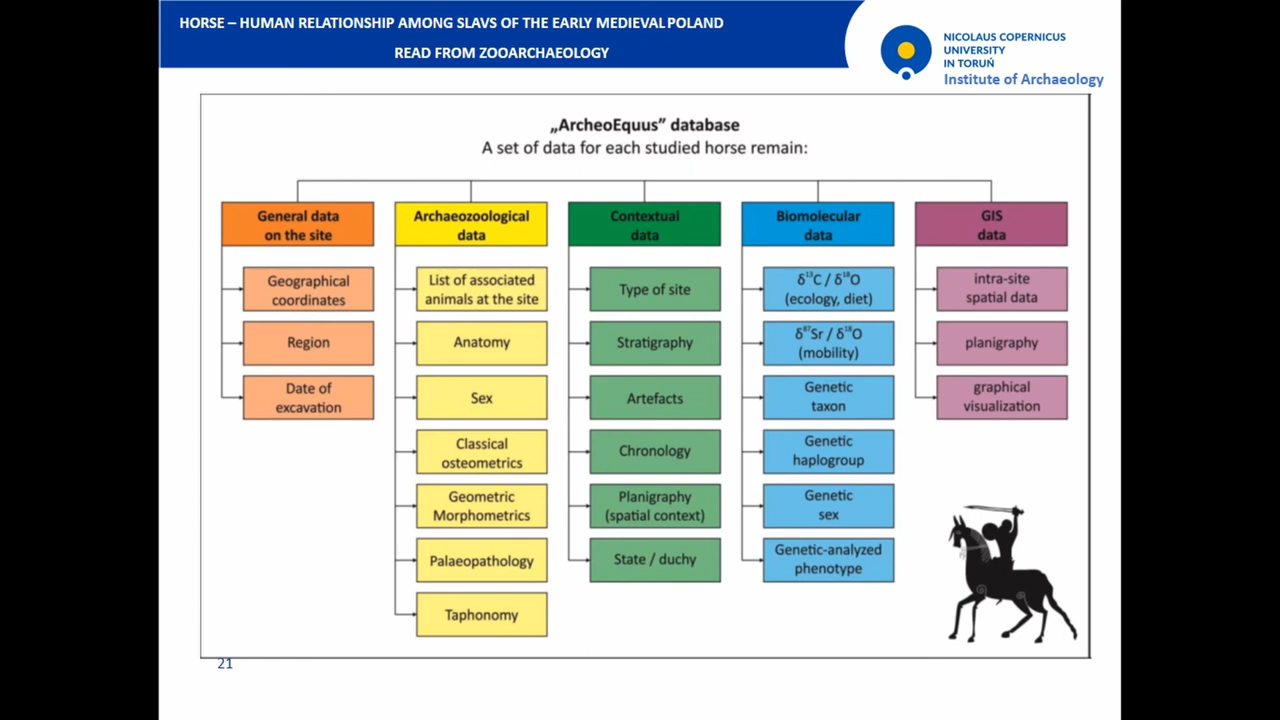 HORSE – HUMAN RELATIONSHIP AMONG SLAVS OF THE EARLY MEDIEVAL POLAND
READ FROM ZOOARCHAEOLOGY
NICOLAUS COPERNICUS
UNIVERSITY
IN TORUŃ
Institute of Archaeology
„ArcheoEquus” database
A set of data for each studied horse remain:
General data
on the site
Geographical
coordinates
Region
Date of
excavation
Archaeozoological
data
List of associated
animals at the site
Anatomy
Sex
Classical
osteometrics
Geometric
Morphometrics
Palaeopathology
Taphonomy
Contextual
data
Type of site
Stratigraphy
Artefacts
Chronology
Planigraphy
(spatial context)
State / duchy
Biomolecular
data
δ¹³C / δ¹⁸O
(ecology, diet)
δ⁸⁷Sr / δ¹⁸O
(mobility)
Genetic
taxon
Genetic
haplogroup
Genetic
sex
Genetic-analyzed
phenotype
GIS
data
intra-site
spatial data
planigraphy
graphical
visualization
21